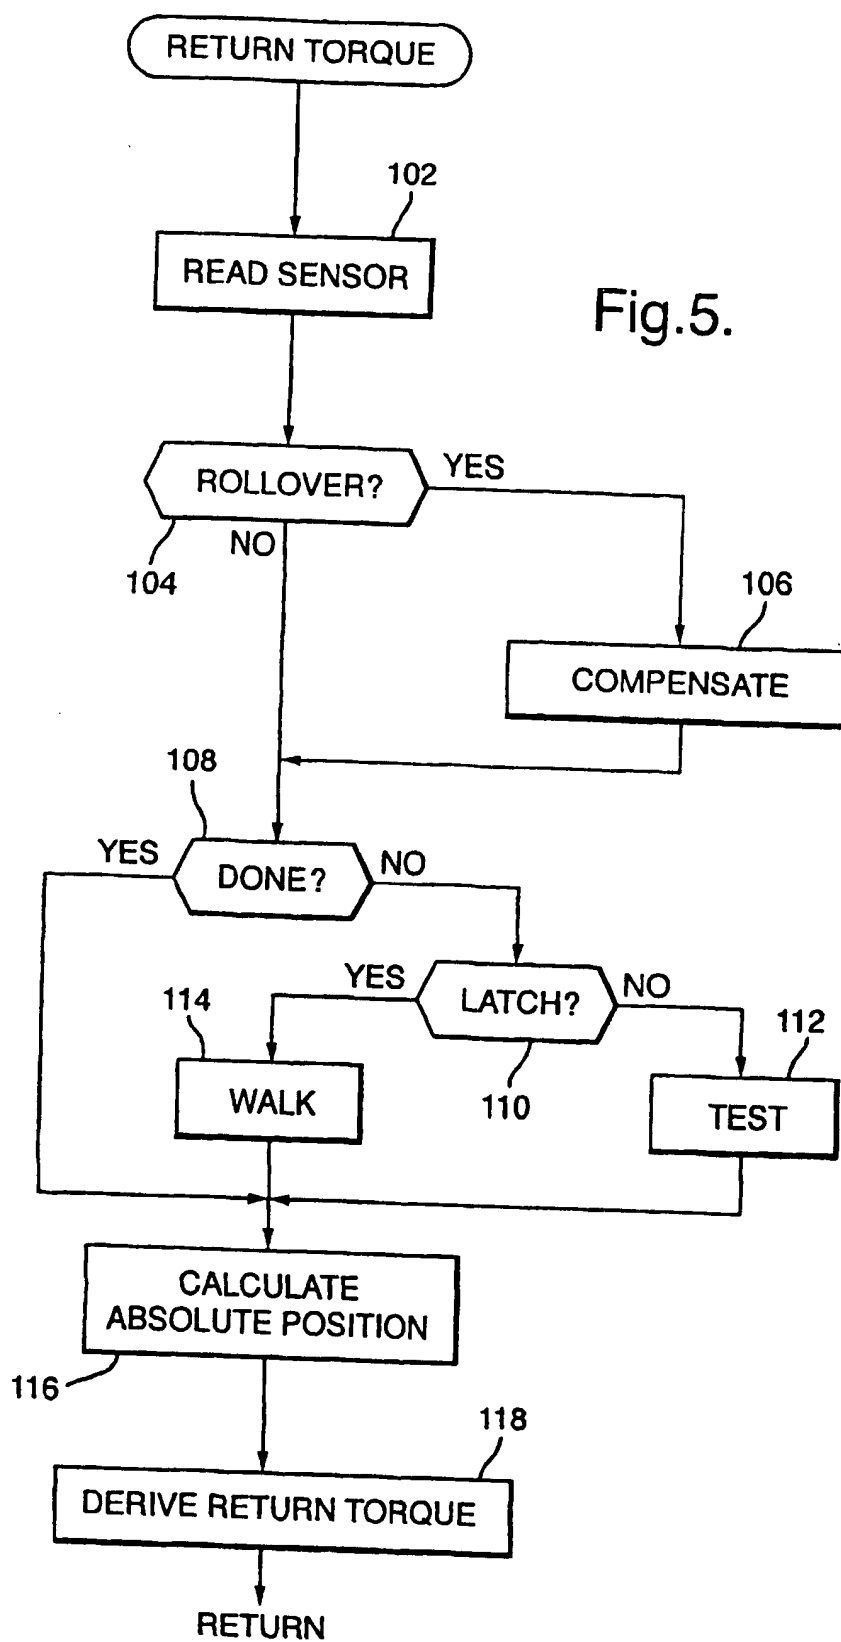 RETURN TORQUE
102
READ SENSOR
Fig.5.
ROLLOVER?
YES
NO
104
106
COMPENSATE
108
YES
DONE?
NO
YES
LATCH?
NO
114
112
WALK
110
TEST
CALCULATE
ABSOLUTE POSITION
116
118
DERIVE RETURN TORQUE
RETURN